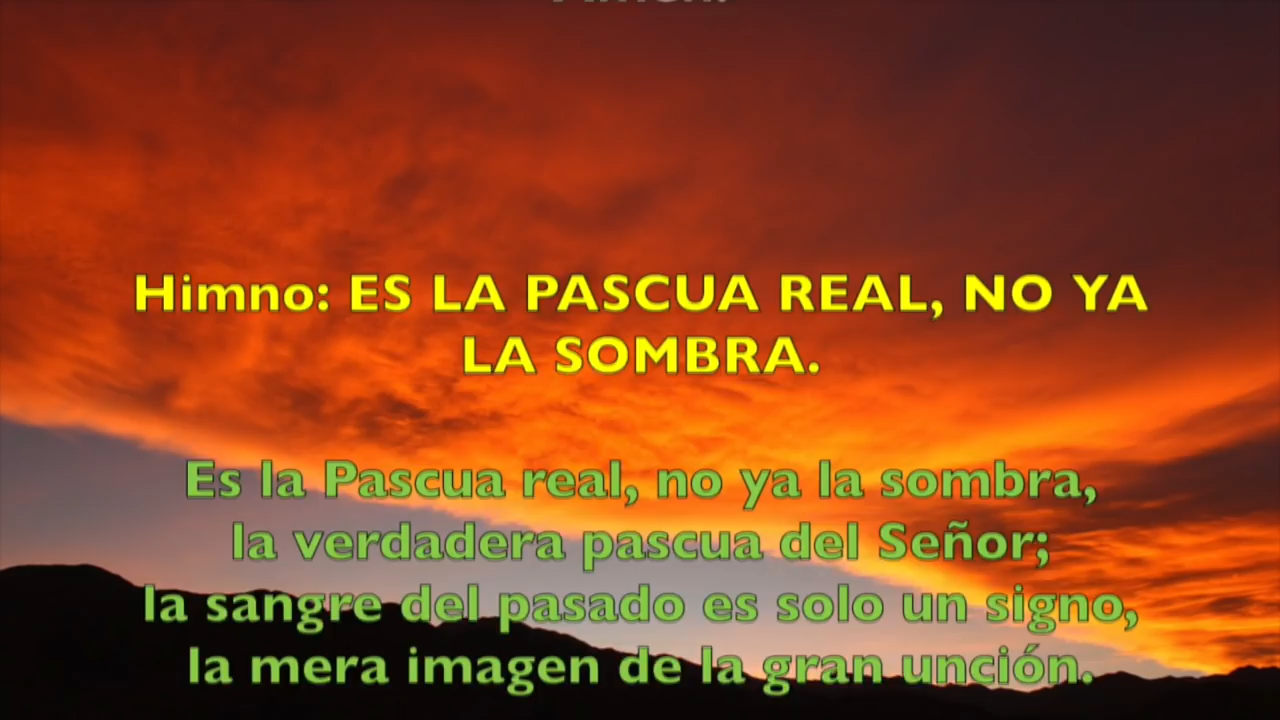 Himno: ES LA PASCUA REAL, NO YA
LA SOMBRA.
Es la Pascua real, no ya la sombra,
la verdadera pascua del Señor;
la sangre del pasado es solo un signo,
la mera imagen de la gran unción.